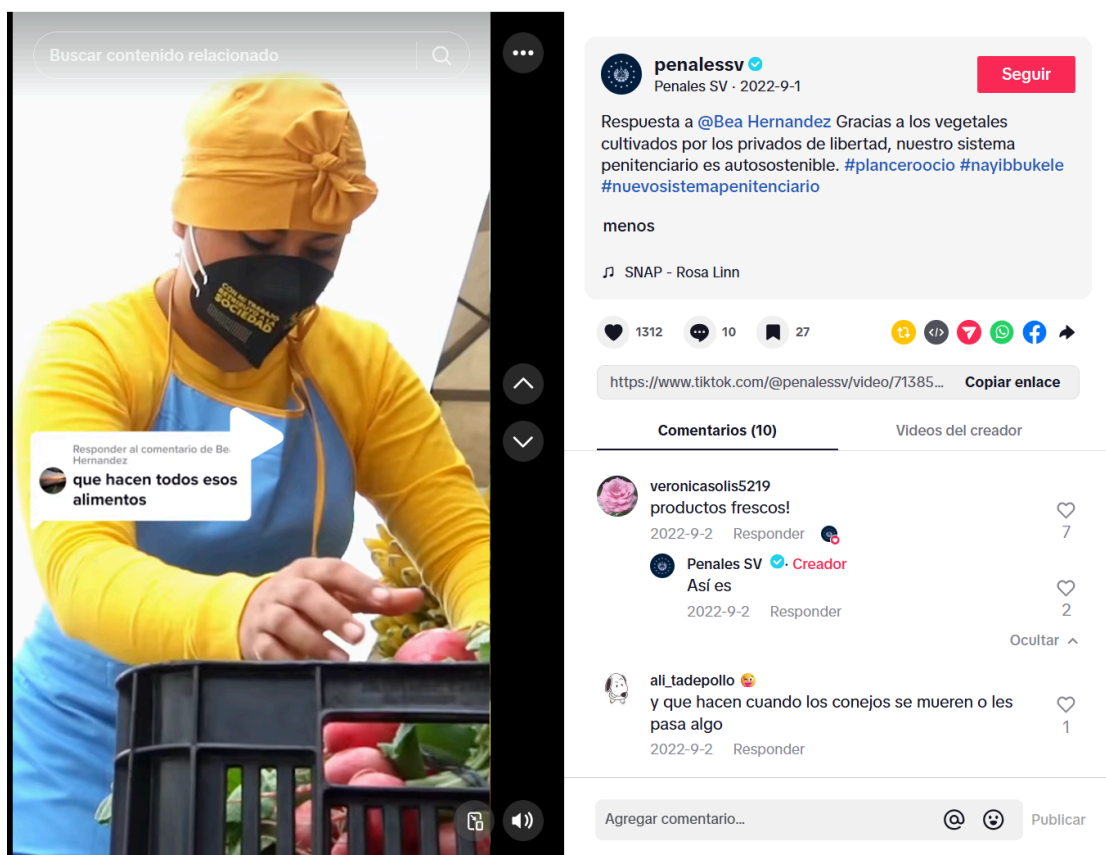 Buscar contenido relacionado
CON MI TRABAJO
RETRIBUYO A LA
SOCIEDAD
Responder al comentario de Be
Hernandez
que hacen todos esos
alimentos
penalessv
Penales SV · 2022-9-1
Seguir
Respuesta a @Bea Hernandez Gracias a los vegetales
cultivados por los privados de libertad, nuestro sistema
penitenciario es autosostenible. #planceroocio #nayibbukele
#nuevosistemapenitenciario
menos
SNAP - Rosa Linn
1312
10
27
https://www.tiktok.com/@penalessv/video/71385...
Copiar enlace
Comentarios (10)
Videos del creador
veronicasolis5219
productos frescos!
2022-9-2 Responder
7
Penales SV · Creador
Así es
2022-9-2 Responder
2
Ocultar
ali_tadepollo 😜
y que hacen cuando los conejos se mueren o les
pasa algo
2022-9-2 Responder
1
Agregar comentario...
Publicar